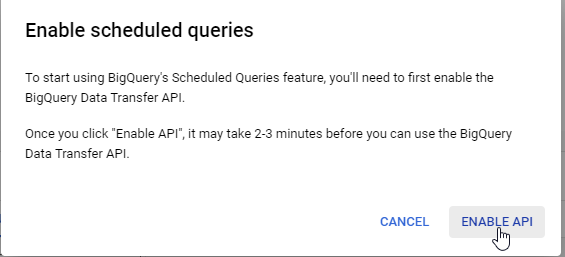 Enable scheduled queries
To start using BigQuery's Scheduled Queries feature, you'll need to first enable the
BigQuery Data Transfer API.
Once you click "Enable API", it may take 2-3 minutes before you can use the BigQuery
Data Transfer API.
CANCEL ENABLE API